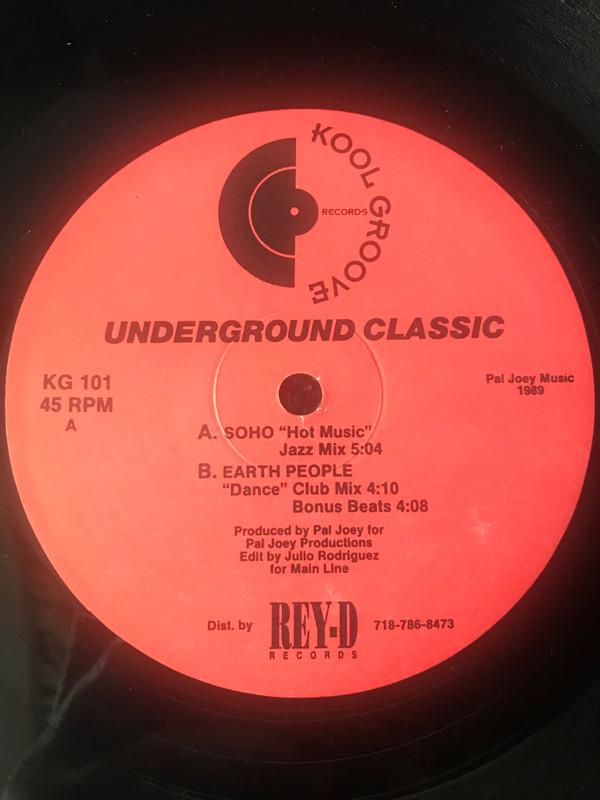 KOOL GROOVE
RECORDS
UNDERGROUND CLASSIC
KG 101
45 RPM
A
Pal Joey Music
1989
A. SOHO "Hot Music"
Jazz Mix 5:04
B. EARTH PEOPLE
"Dance" Club Mix 4:10
Bonus Beats 4:08
Produced by Pal Joey for
Pal Joey Productions
Edit by Julio Rodriguez
for Main Line
Dist. by REY-D 718-786-8473
RECORDS